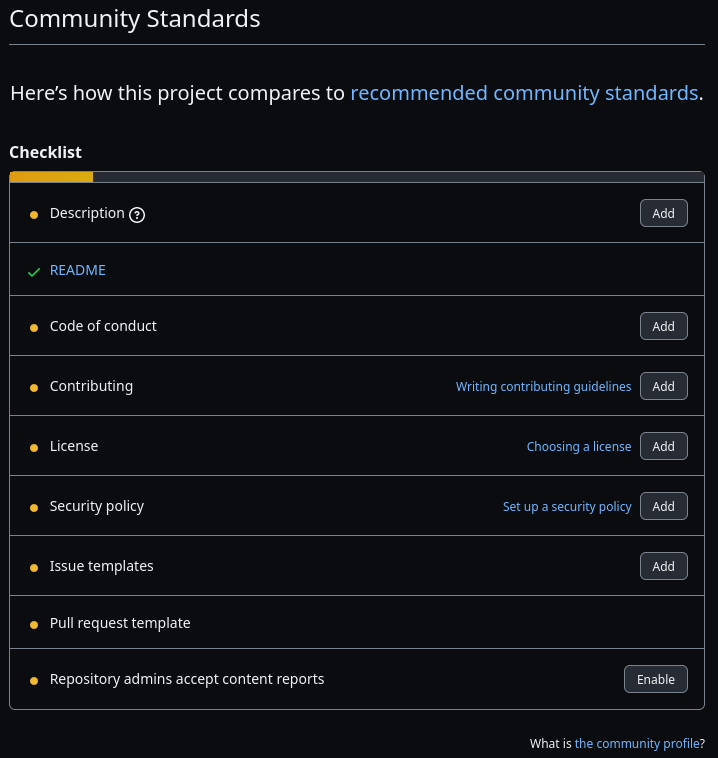 Community Standards
Here’s how this project compares to recommended community standards.
Checklist
Description
Add
README
Code of conduct
Add
Contributing
Writing contributing guidelines
Add
License
Choosing a license
Add
Security policy
Set up a security policy
Add
Issue templates
Add
Pull request template
Repository admins accept content reports
Enable
What is the community profile?